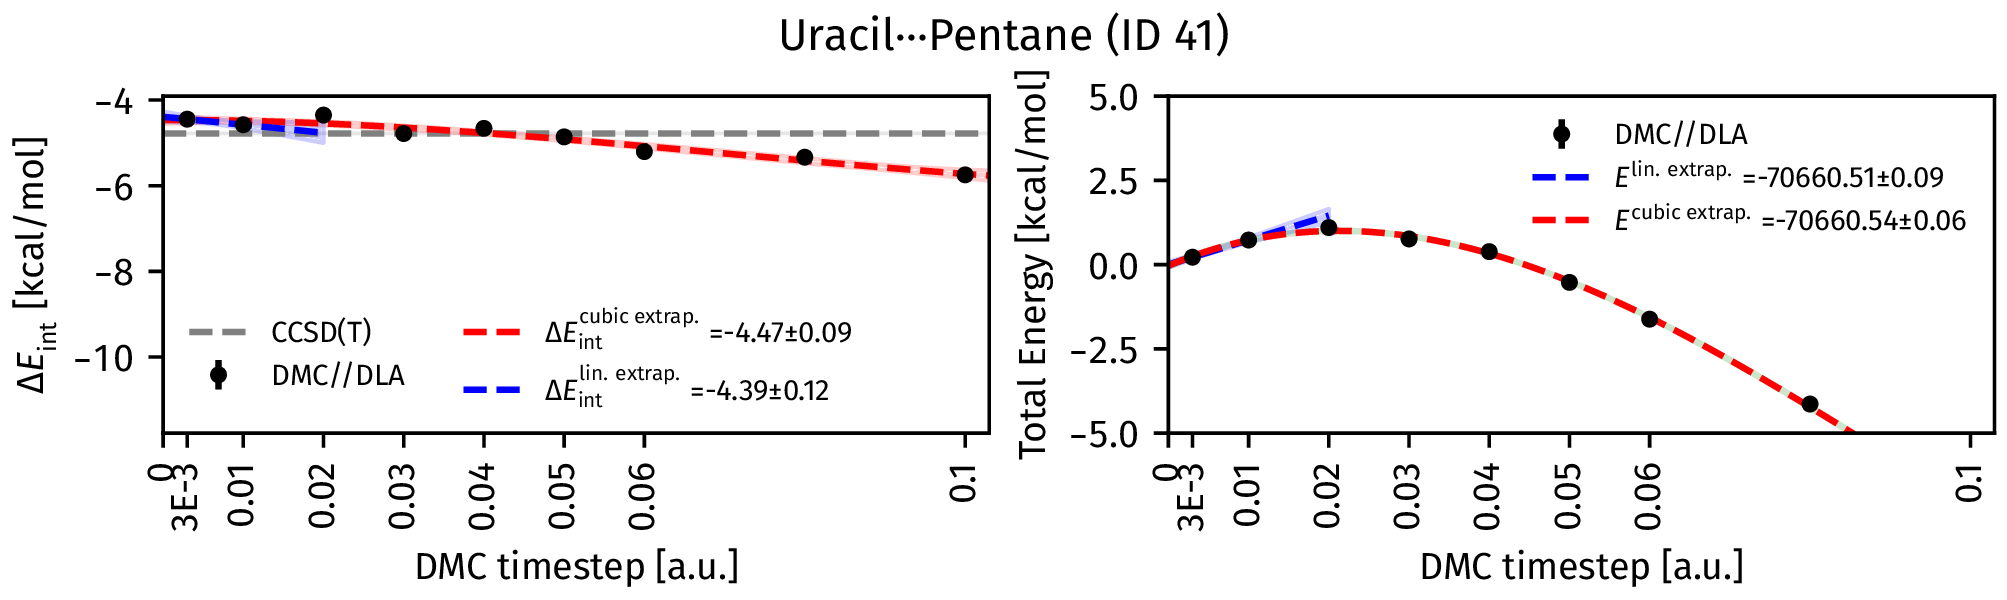 Uracil···Pentane (ID 41)
ΔE_int [kcal/mol]
−4
−6
−8
−10
CCSD(T)
DMC//DLA
ΔE_int^cubic extrap. =-4.47±0.09
ΔE_int^lin. extrap. =-4.39±0.12
0
3E-3
0.01
0.02
0.03
0.04
0.05
0.06
0.1
DMC timestep [a.u.]
Total Energy [kcal/mol]
5.0
2.5
0.0
−2.5
−5.0
DMC//DLA
E^lin. extrap. =-70660.51±0.09
E^cubic extrap. =-70660.54±0.06
0
3E-3
0.01
0.02
0.03
0.04
0.05
0.06
0.1
DMC timestep [a.u.]